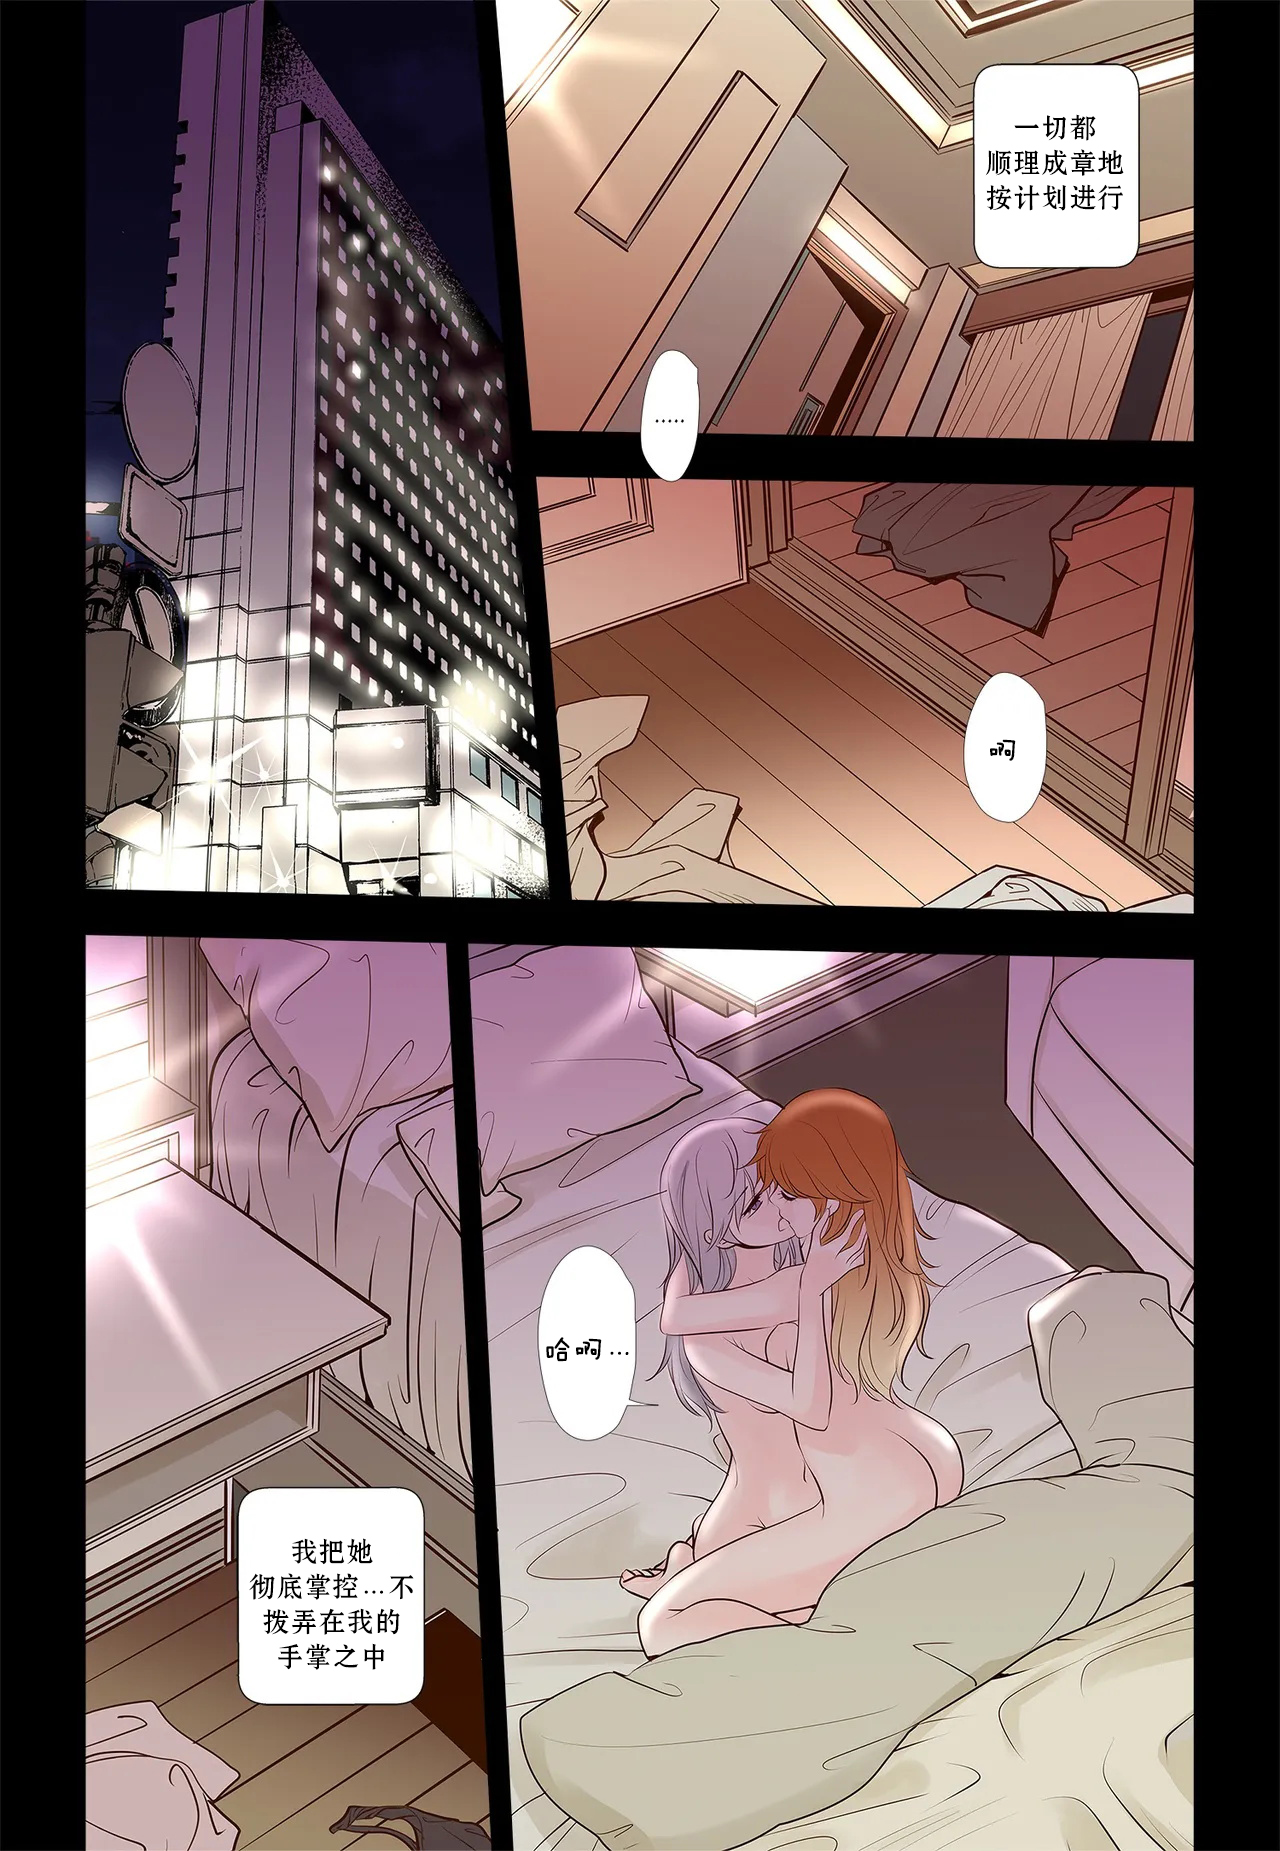 一切都
顺理成章地
按计划进行
.....
啊
哈啊...
我把她
彻底掌控...不
拨弄在我的
手掌之中